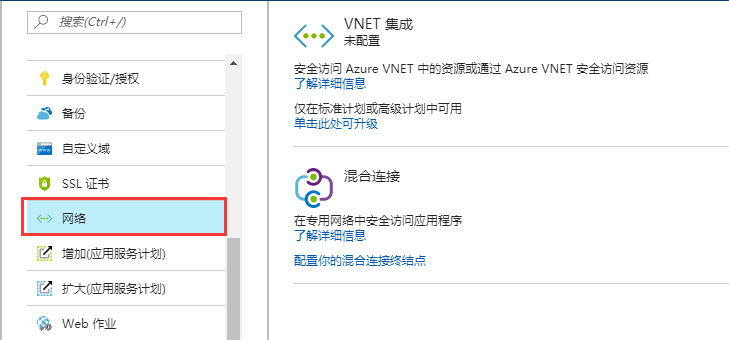 搜索(Ctrl+/)
身份验证/授权
备份
自定义域
SSL 证书
网络
增加(应用服务计划)
扩大(应用服务计划)
Web 作业
VNET 集成
未配置
安全访问 Azure VNET 中的资源或通过 Azure VNET 安全访问资源
了解详细信息
仅在标准计划或高级计划中可用
单击此处可升级
混合连接
在专用网络中安全访问应用程序
了解详细信息
配置你的混合连接终结点